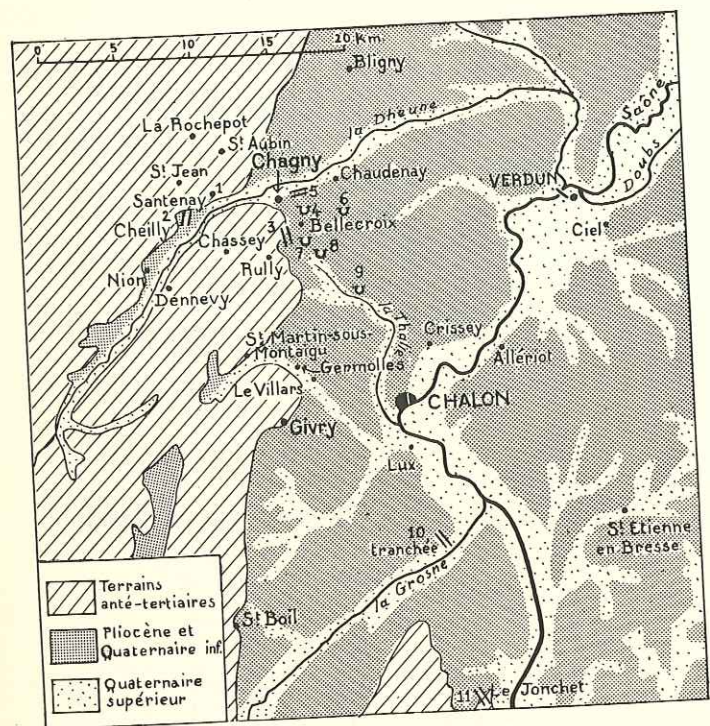 0 5 10 15 20 km.
Bligny
La Rochepot
la Dheune
Saône
St Aubin
Chagny
St Jean
Santenay
1
5
Chaudenay
VERDUN
Doubs
2
4
6
Cheilly
Bellecroix
Ciel
Chassey
3
7
8
Rully
Nion
9
Dennevy
la Thalie
St Martin-sous-
Montaigu
Crissey
Germolles
Allériot
Le Villars
CHALON
Givry
Lux
10
tranchée
St Etienne
en Bresse
la Grosne
Terrains
anté-tertiaires
Pliocène et
Quaternaire inf.
St Boil
Quaternaire
supérieur
11
Le Jonchet